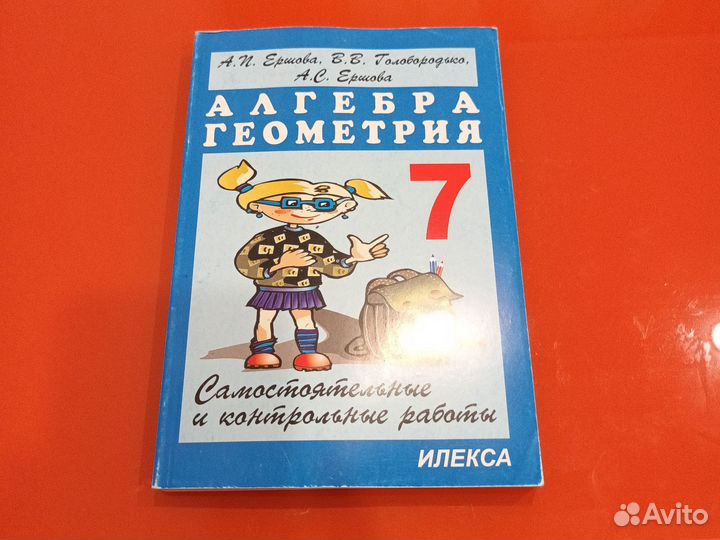 А.П. Ершова, В.В. Голобородько,
А.С. Ершова
АЛГЕБРА
ГЕОМЕТРИЯ
7
Самостоятельные
и контрольные работы
ИЛЕКСА
Avito